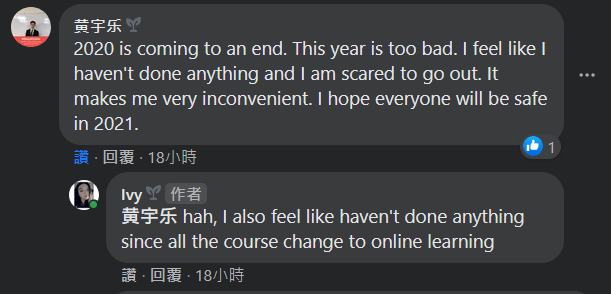 黄宇乐
2020 is coming to an end. This year is too bad. I feel like I
haven't done anything and I am scared to go out. It
makes me very inconvenient. I hope everyone will be safe
in 2021.
1
讚 · 回覆 · 18小時
Ivy 作者
黄宇乐 hah, I also feel like haven't done anything
since all the course change to online learning
讚 · 回覆 · 18小時